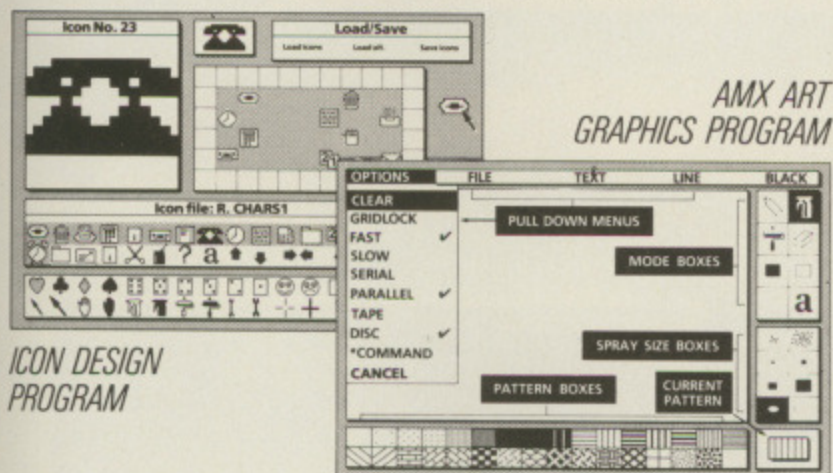 Icon No. 23
Load/Save
Load icons Load alt. Save icons
AMX ART
GRAPHICS PROGRAM
Icon file: R. CHARS1
? a
OPTIONS FILE TEXT LINE BLACK
CLEAR
GRIDLOCK
FAST ✓
SLOW
SERIAL
PARALLEL ✓
TAPE
DISC ✓
*COMMAND
CANCEL
PULL DOWN MENUS
MODE BOXES
a
SPRAY SIZE BOXES
PATTERN BOXES
CURRENT
PATTERN
ICON DESIGN
PROGRAM